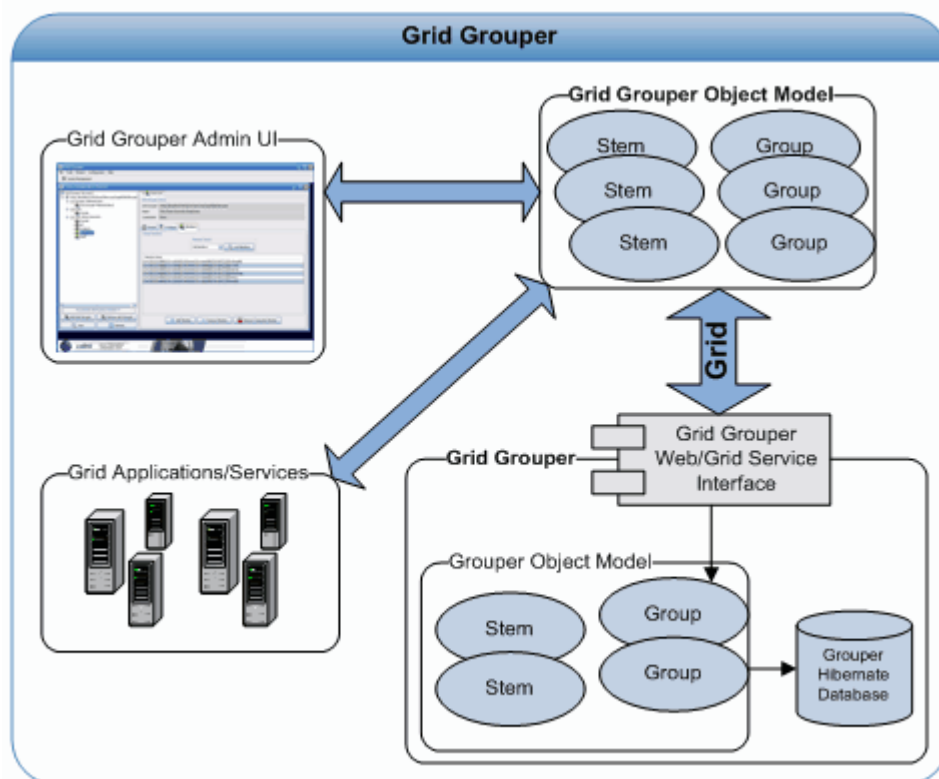 Grid Grouper
Grid Grouper Object Model
Stem
Group
Stem
Group
Stem
Group
Grid Grouper Admin UI
Grid
Grid Applications/Services
Grid Grouper
Grid Grouper
Web/Grid Service
Interface
Grouper Object Model
Stem
Group
Stem
Group
Grouper
Hibernate
Database